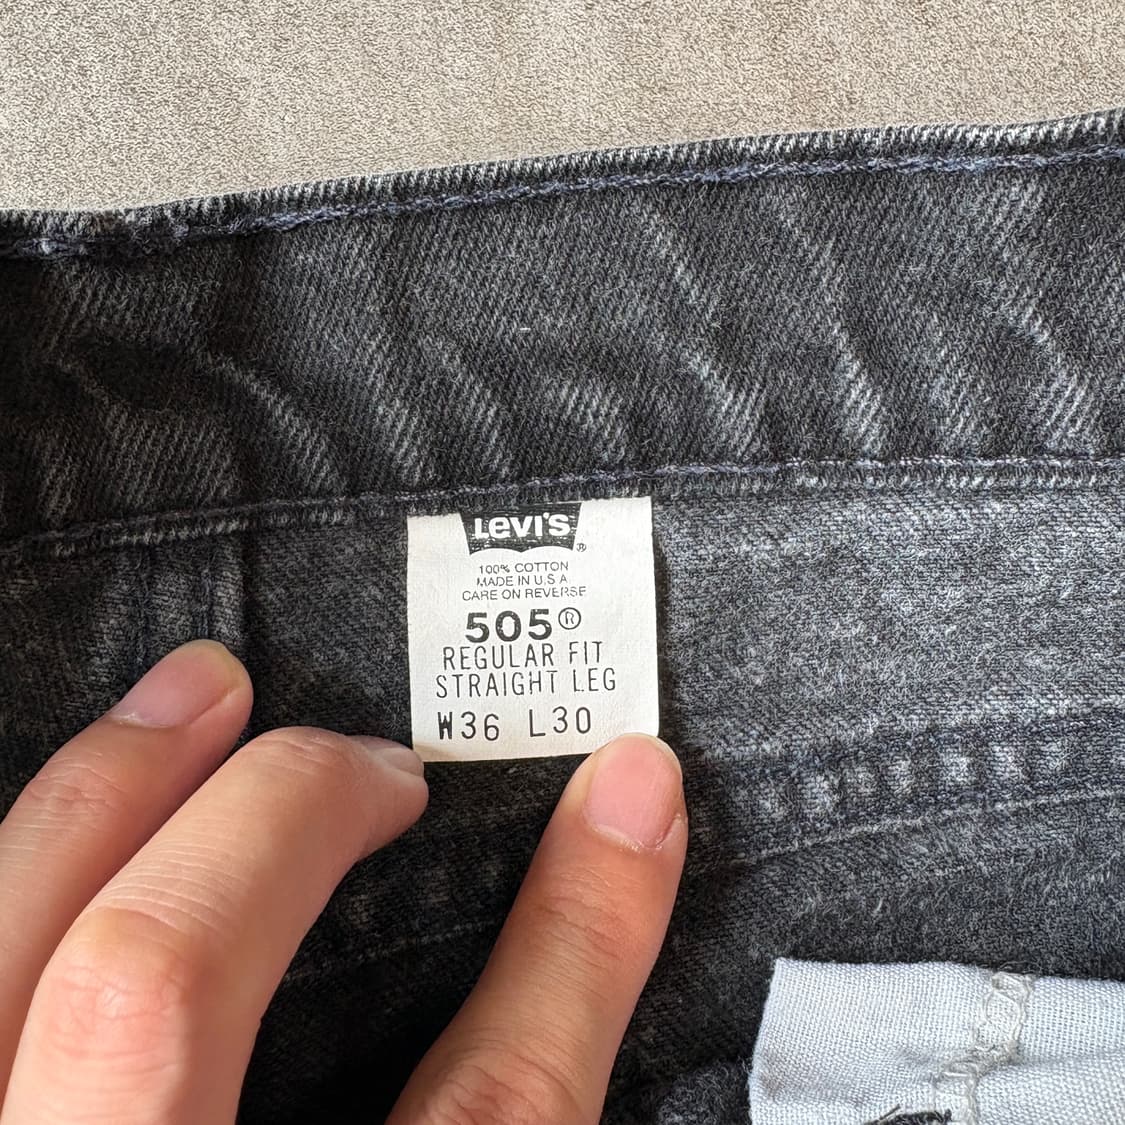 Levi's
®
100% COTTON
MADE IN U.S.A
CARE ON REVERSE
505®
REGULAR FIT
STRAIGHT LEG
W36 L30